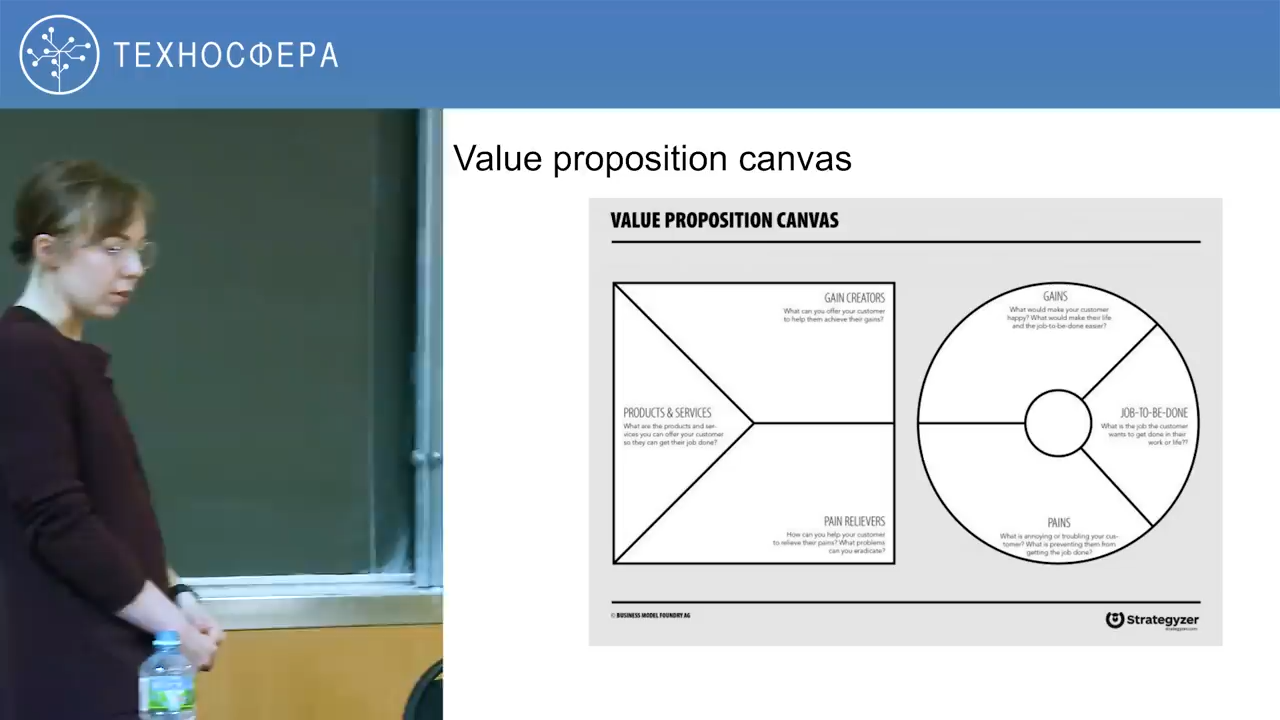 ТЕХНОСФЕРА
Value proposition canvas
VALUE PROPOSITION CANVAS
GAIN CREATORS
What can you offer your customer
to help them achieve their gains?
PRODUCTS & SERVICES
What are the products and ser-
vices you can offer your customer
so they can get their job done?
PAIN RELIEVERS
How can you help your customer
to relieve their pains? What problems
can you eradicate?
GAINS
What would make your customer
happy? What would make their life
and the job-to-be-done easier?
JOB-TO-BE-DONE
What is the job the customer
wants to get done in their
work or life?
PAINS
What is annoying or troubling your cus-
tomer? What is preventing them from
getting the job done?
© BUSINESS MODEL FOUNDRY AG
Strategyzer
strategyzer.com